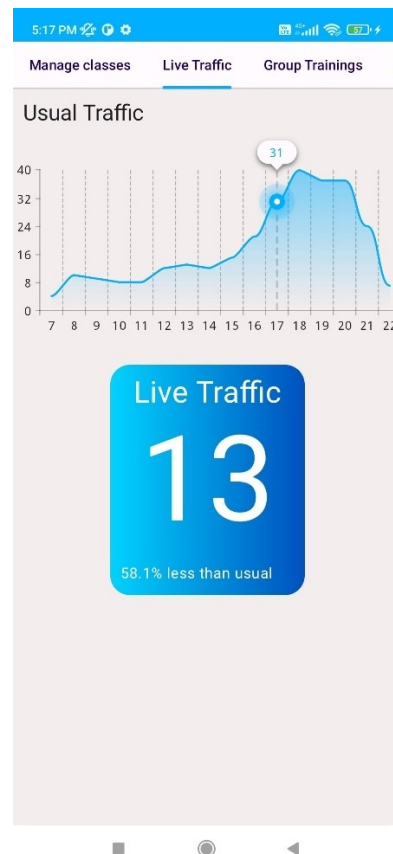 5:17 PM 57
Manage classes Live Traffic Group Trainings
Usual Traffic
31
40
32
24
16
8
0
7 8 9 10 11 12 13 14 15 16 17 18 19 20 21 22
Live Traffic
13
58.1% less than usual